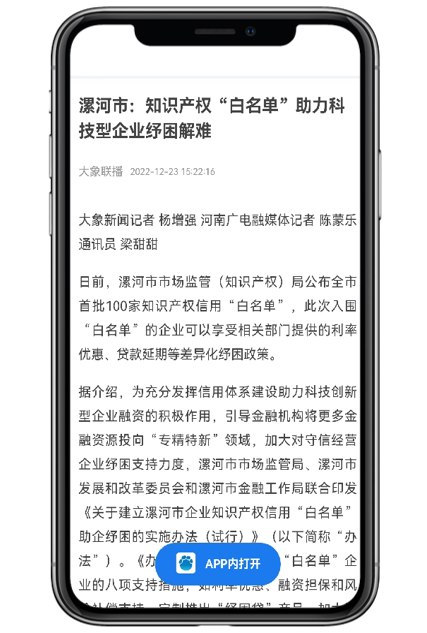 漯河市：知识产权“白名单”助力科
技型企业纾困解难
大象联播 2022-12-23 15:22:16
大象新闻记者 杨增强 河南广电融媒体记者 陈蒙乐
通讯员 梁甜甜
日前，漯河市市场监管（知识产权）局公布全市
首批100家知识产权信用“白名单”，此次入围
“白名单”的企业可以享受相关部门提供的利率
优惠、贷款延期等差异化纾困政策。
据介绍，为充分发挥信用体系建设助力科技创新
型企业融资的积极作用，引导金融机构将更多金
融资源投向“专精特新”领域，加大对守信经营
企业纾困支持力度，漯河市市场监管局、漯河市
发展和改革委员会和漯河市金融工作局联合印发
《关于建立漯河市企业知识产权信用“白名单”
助企纾困的实施办法（试行）》（以下简称“办
法”）。《办 “白名单”企
APP内打开
业的八项支持措施，如利率优惠、融资担保和风